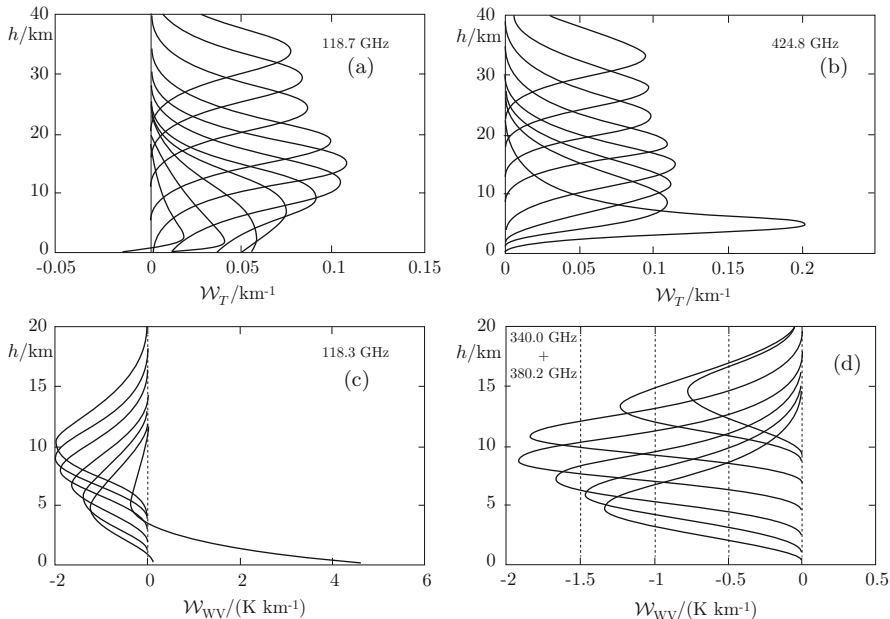 40
h/km
30
20
10
0
118.7 GHz
(a)
-0.05
0
0.05
0.1
0.15
𝒲T/km-1
40
h/km
30
20
10
0
424.8 GHz
(b)
0
0.05
0.1
0.15
0.2
𝒲T/km-1
20
h/km
15
10
5
0
118.3 GHz
(c)
-2
0
2
4
6
𝒲WV/(K km-1)
20
h/km
15
10
5
0
340.0 GHz
+
380.2 GHz
(d)
-2
-1.5
-1
-0.5
0
0.5
𝒲WV/(K km-1)